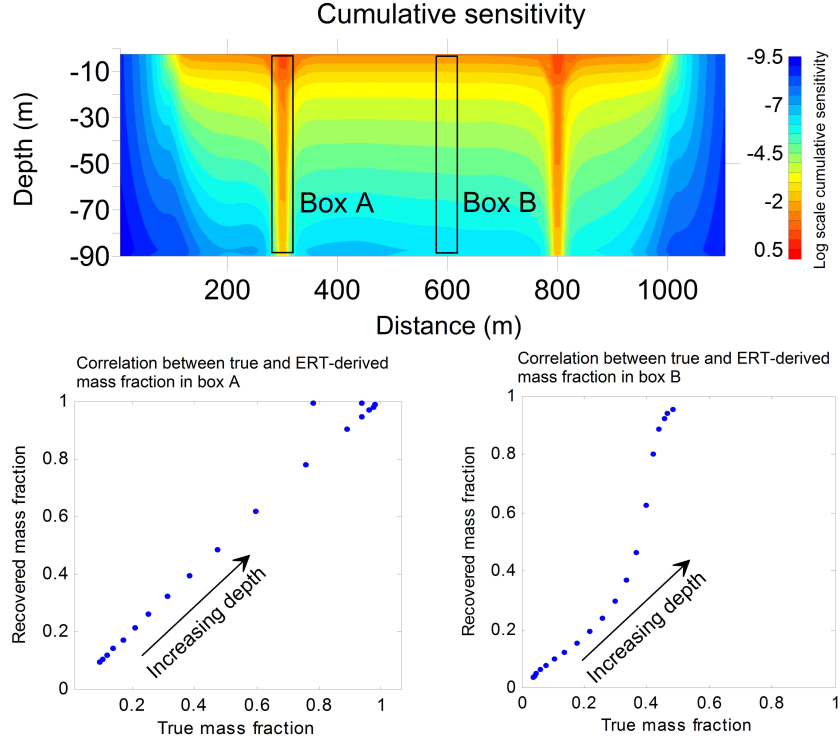 Cumulative sensitivity
Depth (m)
-10
-30
-50
-70
-90
Box A
Box B
200
400
600
800
1000
Distance (m)
-9.5
-7
-4.5
-2
0.5
Log scale cumulative sensitivity
Correlation between true and ERT-derived
mass fraction in box A
Recovered mass fraction
1
0.8
0.6
0.4
0.2
0
Increasing depth
0.2
0.4
0.6
0.8
1
True mass fraction
Correlation between true and ERT-derived
mass fraction in box B
Recovered mass fraction
1
0.8
0.6
0.4
0.2
0
Increasing depth
0
0.2
0.4
0.6
0.8
1
True mass fraction